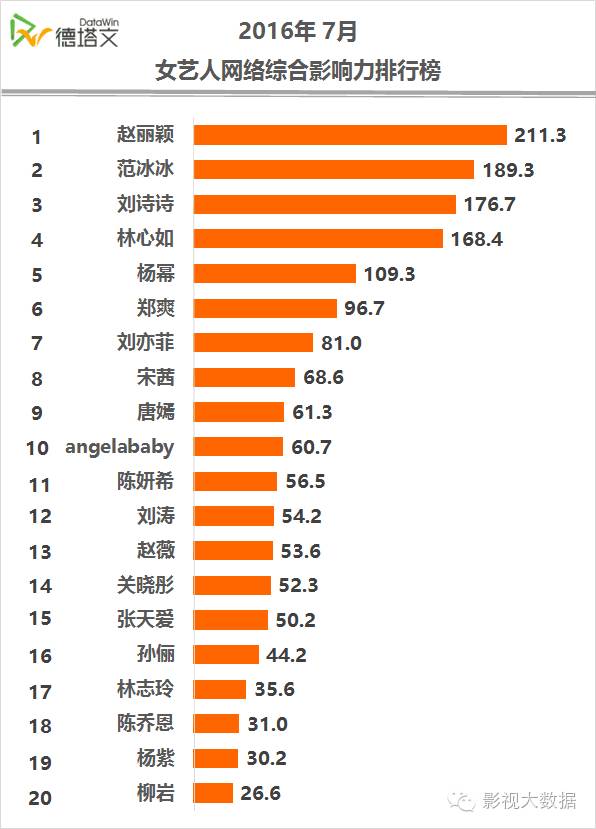 DataWin
德塔文
2016年 7月
女艺人网络综合影响力排行榜
1 赵丽颖 211.3
2 范冰冰 189.3
3 刘诗诗 176.7
4 林心如 168.4
5 杨幂 109.3
6 郑爽 96.7
7 刘亦菲 81.0
8 宋茜 68.6
9 唐嫣 61.3
10 angelababy 60.7
11 陈妍希 56.5
12 刘涛 54.2
13 赵薇 53.6
14 关晓彤 52.3
15 张天爱 50.2
16 孙俪 44.2
17 林志玲 35.6
18 陈乔恩 31.0
19 杨紫 30.2
20 柳岩 26.6
影视大数据